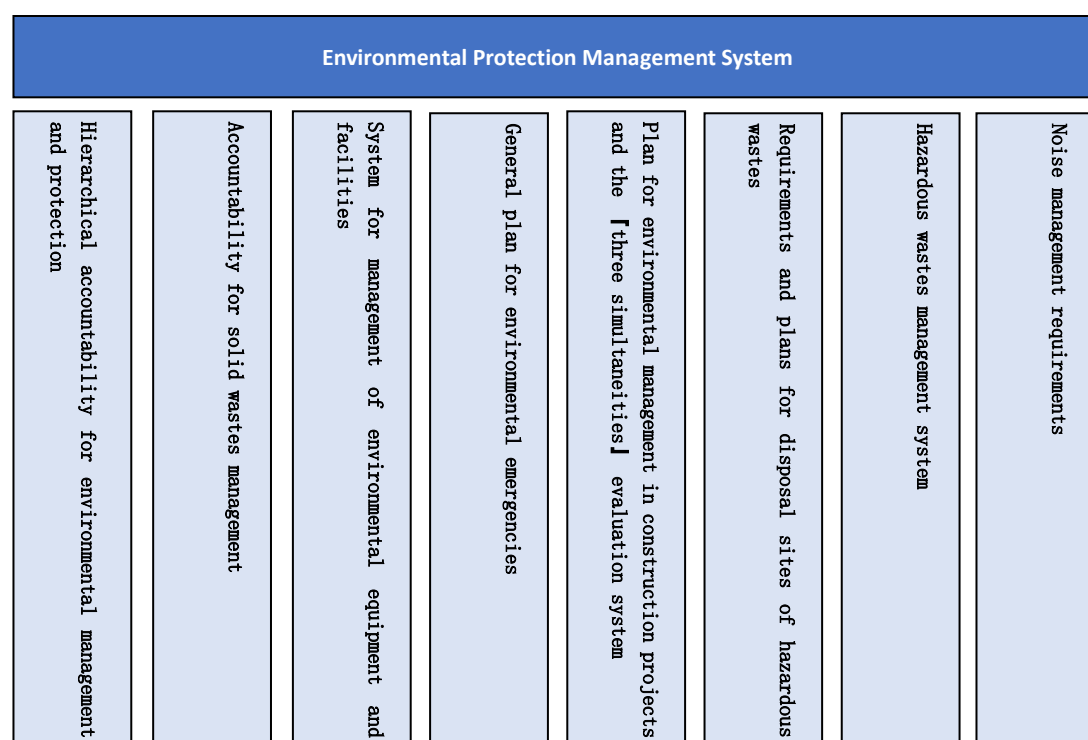 Environmental Protection Management System
Hierarchical accountability for environmental management
and protection
Accountability for solid wastes management
System for management of environmental equipment and
facilities
General plan for environmental emergencies
Plan for environmental management in construction projects
and the 『three simultaneities』 evaluation system
Requirements and plans for disposal sites of hazardous
wastes
Hazardous wastes management system
Noise management requirements